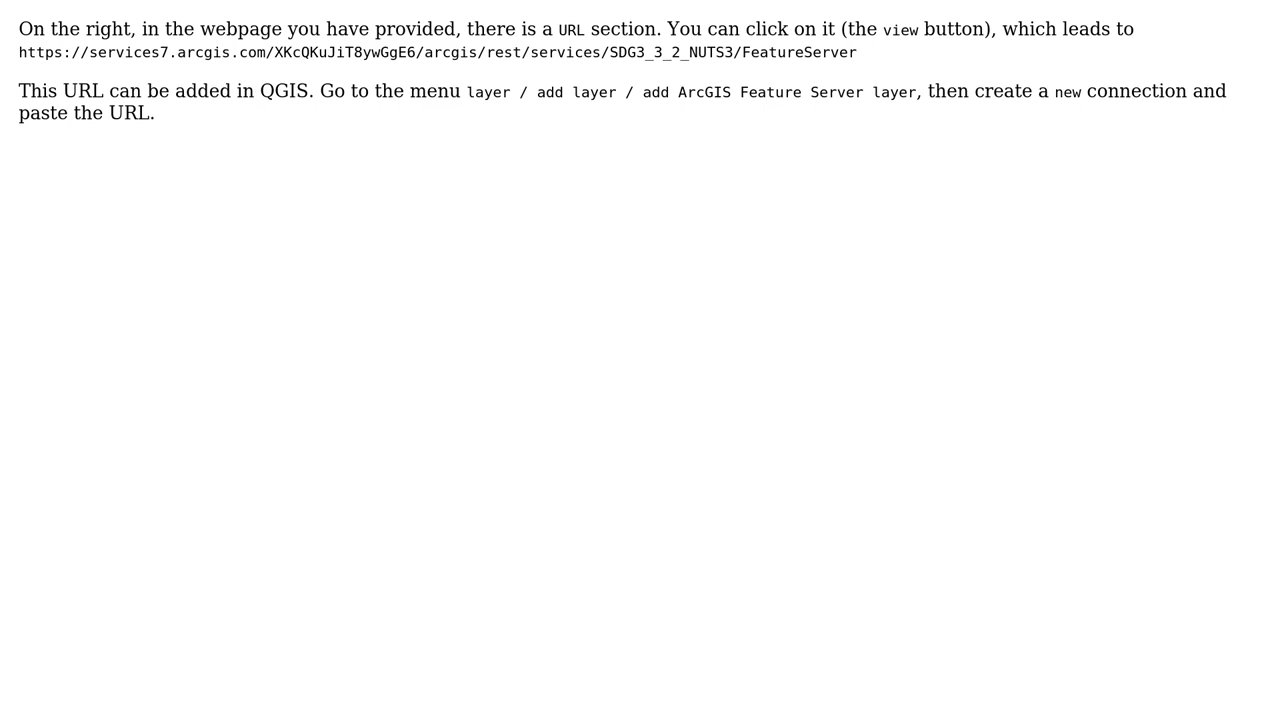 On the right, in the webpage you have provided, there is a URL section. You can click on it (the view button), which leads to
https://services7.arcgis.com/XKcQKuJiT8ywGgE6/arcgis/rest/services/SDG3_3_2_NUTS3/FeatureServer
This URL can be added in QGIS. Go to the menu layer / add layer / add ArcGIS Feature Server layer, then create a new connection and
paste the URL.